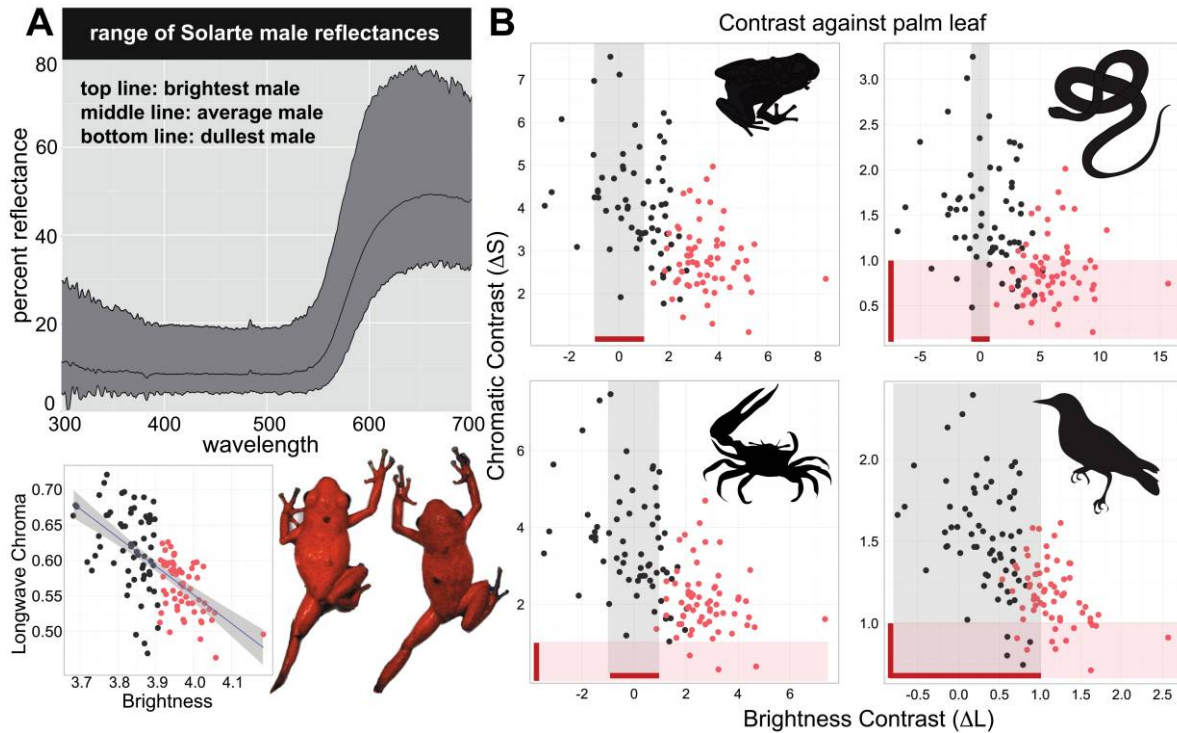 A
range of Solarte male reflectances
80
60
40
20
0
percent reflectance
top line: brightest male
middle line: average male
bottom line: dullest male
300 400 500 600 700
wavelength
Longwave Chroma
0.70
0.65
0.60
0.55
0.50
3.7 3.8 3.9 4.0 4.1
Brightness
B
Contrast against palm leaf
Chromatic Contrast (ΔS)
7
6
5
4
3
2
-2 0 2 4 6 8
3.0
2.5
2.0
1.5
1.0
0.5
-5 0 5 10 15
6
4
2
-2 0 2 4 6
2.0
1.5
1.0
-0.5 0.0 0.5 1.0 1.5 2.0 2.5
Brightness Contrast (ΔL)